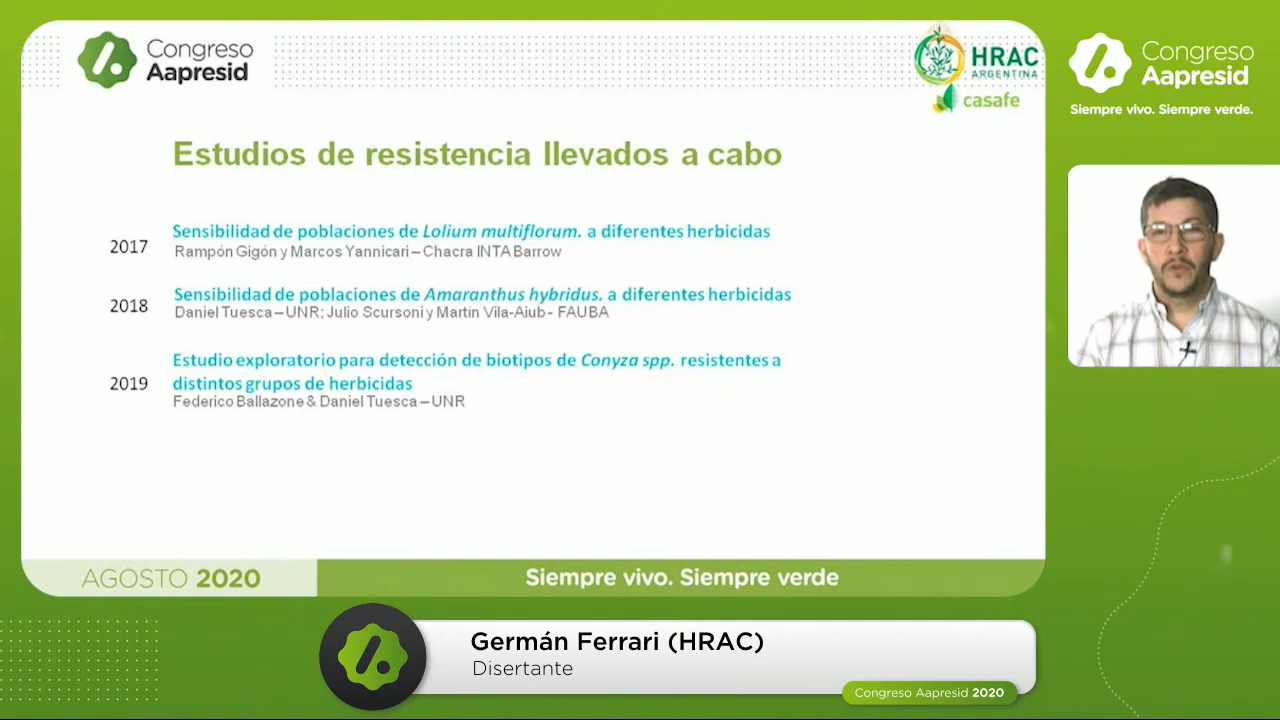 Congreso
Aapresid
HRAC
ARGENTINA
casafe
Congreso
Aapresid
Siempre vivo. Siempre verde.
Estudios de resistencia llevados a cabo
2017
Sensibilidad de poblaciones de Lolium multiflorum. a diferentes herbicidas
Rampón Gigón y Marcos Yannicari – Chacra INTA Barrow
2018
Sensibilidad de poblaciones de Amaranthus hybridus. a diferentes herbicidas
Daniel Tuesca – UNR; Julio Scursoni y Martin Vila-Aiub - FAUBA
2019
Estudio exploratorio para detección de biotipos de Conyza spp. resistentes a
distintos grupos de herbicidas
Federico Ballazone & Daniel Tuesca – UNR
AGOSTO 2020
Siempre vivo. Siempre verde
Germán Ferrari (HRAC)
Disertante
Congreso Aapresid 2020